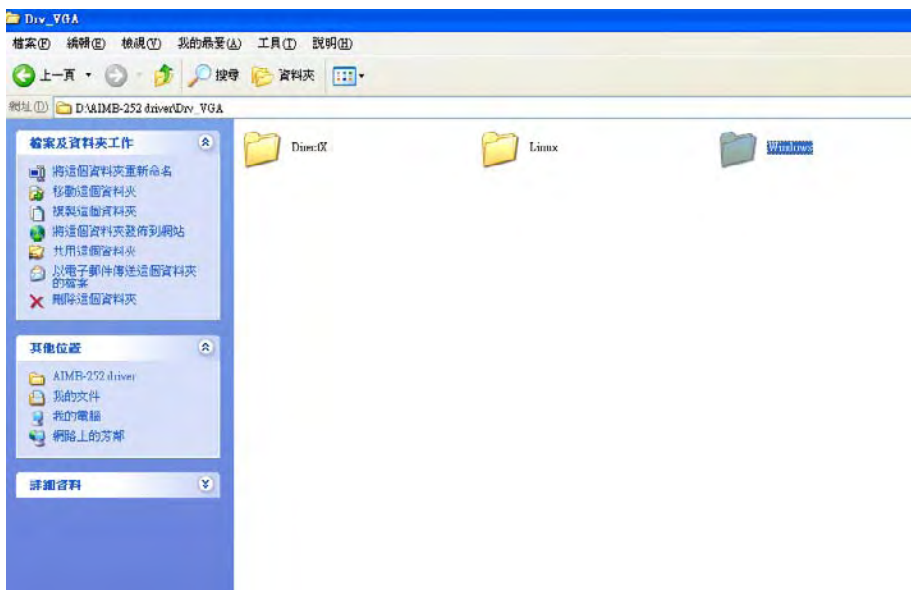 Drv_VGA
檔案(F) 編輯(E) 檢視(V) 我的最愛(A) 工具(T) 說明(H)
上一頁 搜尋 資料夾
網址(D) D:\AIMB-252 driver\Drv_VGA
檔案及資料夾工作
將這個資料夾重新命名
移動這個資料夾
複製這個資料夾
將這個資料夾發佈到網站
共用這個資料夾
以電子郵件傳送這個資料夾
的檔案
刪除這個資料夾
其他位置
AIMB-252 driver
我的文件
我的電腦
網路上的芳鄰
詳細資料
DirectX
Linux
Windows